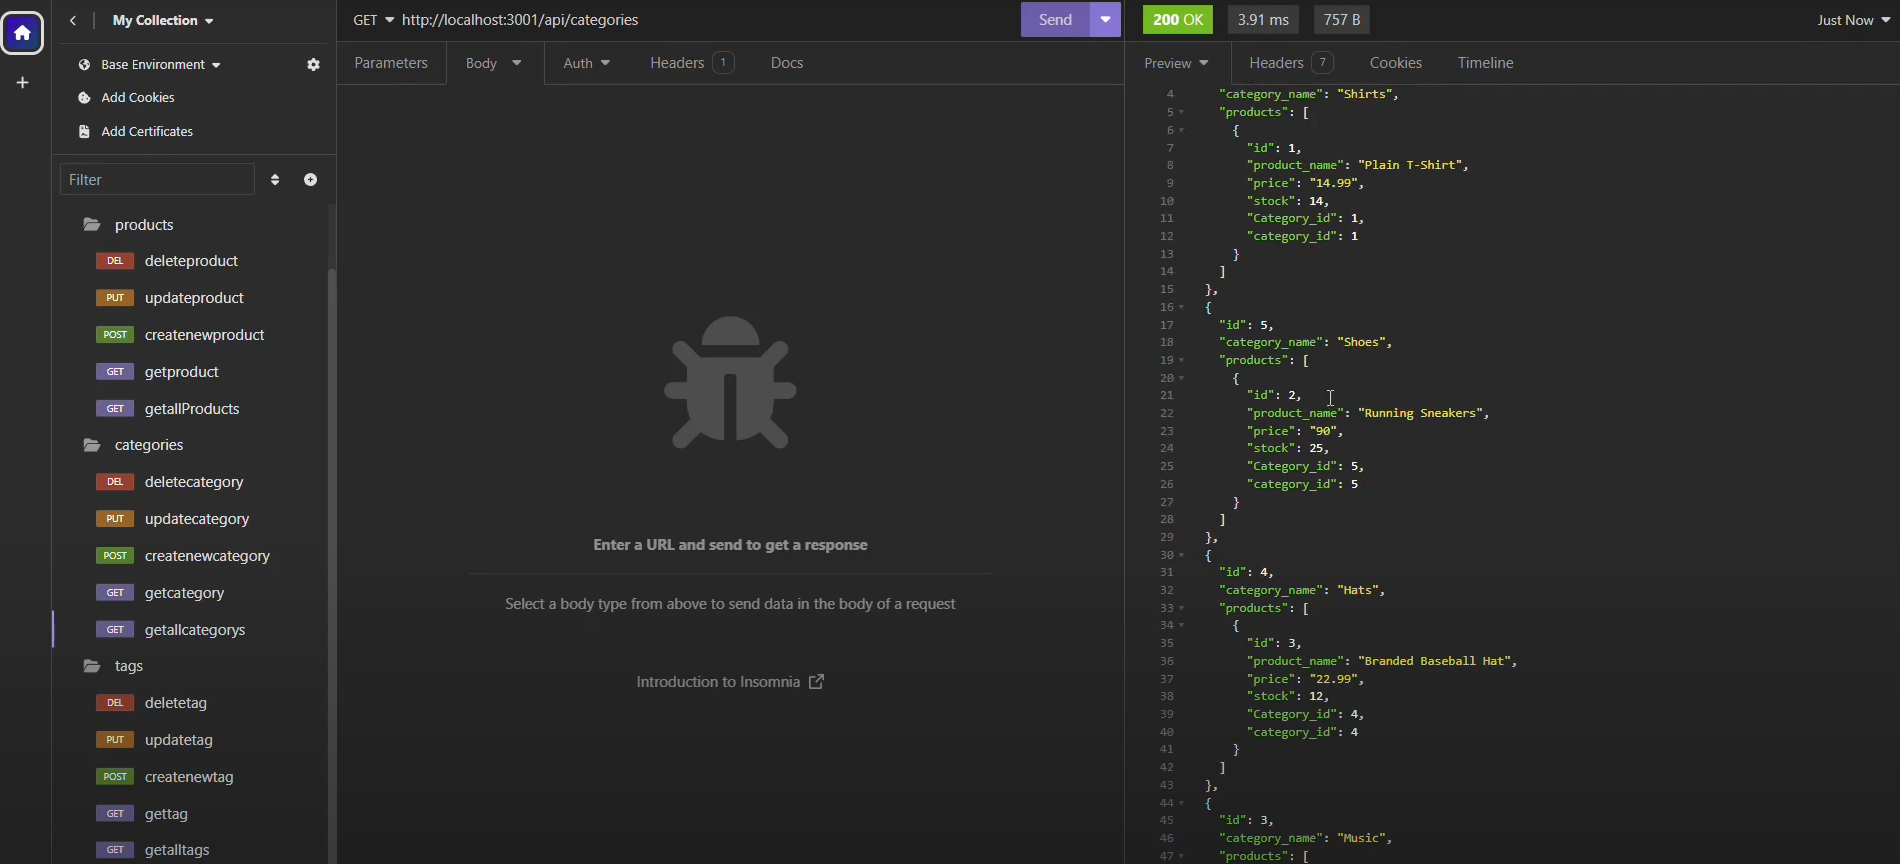 My Collection
Base Environment
Add Cookies
Add Certificates
Filter
products
DEL deleteproduct
PUT updateproduct
POST createnewproduct
GET getproduct
GET getallProducts
categories
DEL deletecategory
PUT updatecategory
POST createnewcategory
GET getcategory
GET getallcategorys
tags
DEL deletetag
PUT updatetag
POST createnewtag
GET gettag
GET getalltags
GET http://localhost:3001/api/categories Send
Parameters Body Auth Headers 1 Docs
Enter a URL and send to get a response
Select a body type from above to send data in the body of a request
Introduction to Insomnia
200 OK 3.91 ms 757 B Just Now
Preview Headers 7 Cookies Timeline
4 "category_name": "Shirts",
5 "products": [
6 {
7 "id": 1,
8 "product_name": "Plain T-Shirt",
9 "price": "14.99",
10 "stock": 14,
11 "Category_id": 1,
12 "category_id": 1
13 }
14 ]
15 },
16 {
17 "id": 5,
18 "category_name": "Shoes",
19 "products": [
20 {
21 "id": 2,
22 "product_name": "Running Sneakers",
23 "price": "90",
24 "stock": 25,
25 "Category_id": 5,
26 "category_id": 5
27 }
28 ]
29 },
30 {
31 "id": 4,
32 "category_name": "Hats",
33 "products": [
34 {
35 "id": 3,
36 "product_name": "Branded Baseball Hat",
37 "price": "22.99",
38 "stock": 12,
39 "Category_id": 4,
40 "category_id": 4
41 }
42 ]
43 },
44 {
45 "id": 3,
46 "category_name": "Music",
47 "products": [